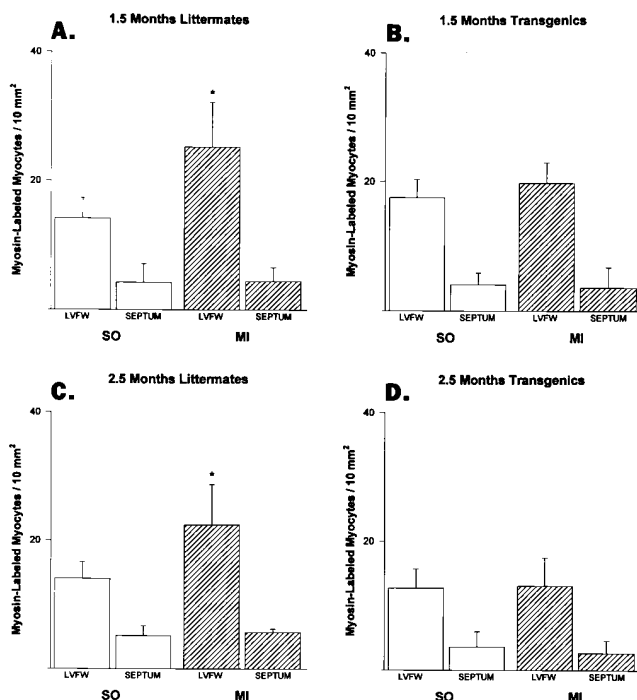 A.
1.5 Months Littermates
Myosin-Labeled Myocytes / 10 mm²
40
20
*
LVFW SEPTUM LVFW SEPTUM
SO MI
B.
1.5 Months Transgenics
Myosin-Labeled Myocytes / 10 mm²
40
20
LVFW SEPTUM LVFW SEPTUM
SO MI
C.
2.5 Months Littermates
Myosin-Labeled Myocytes / 10 mm²
40
20
*
LVFW SEPTUM LVFW SEPTUM
SO MI
D.
2.5 Months Transgenics
Myosin-Labeled Myocytes / 10 mm²
40
20
LVFW SEPTUM LVFW SEPTUM
SO MI